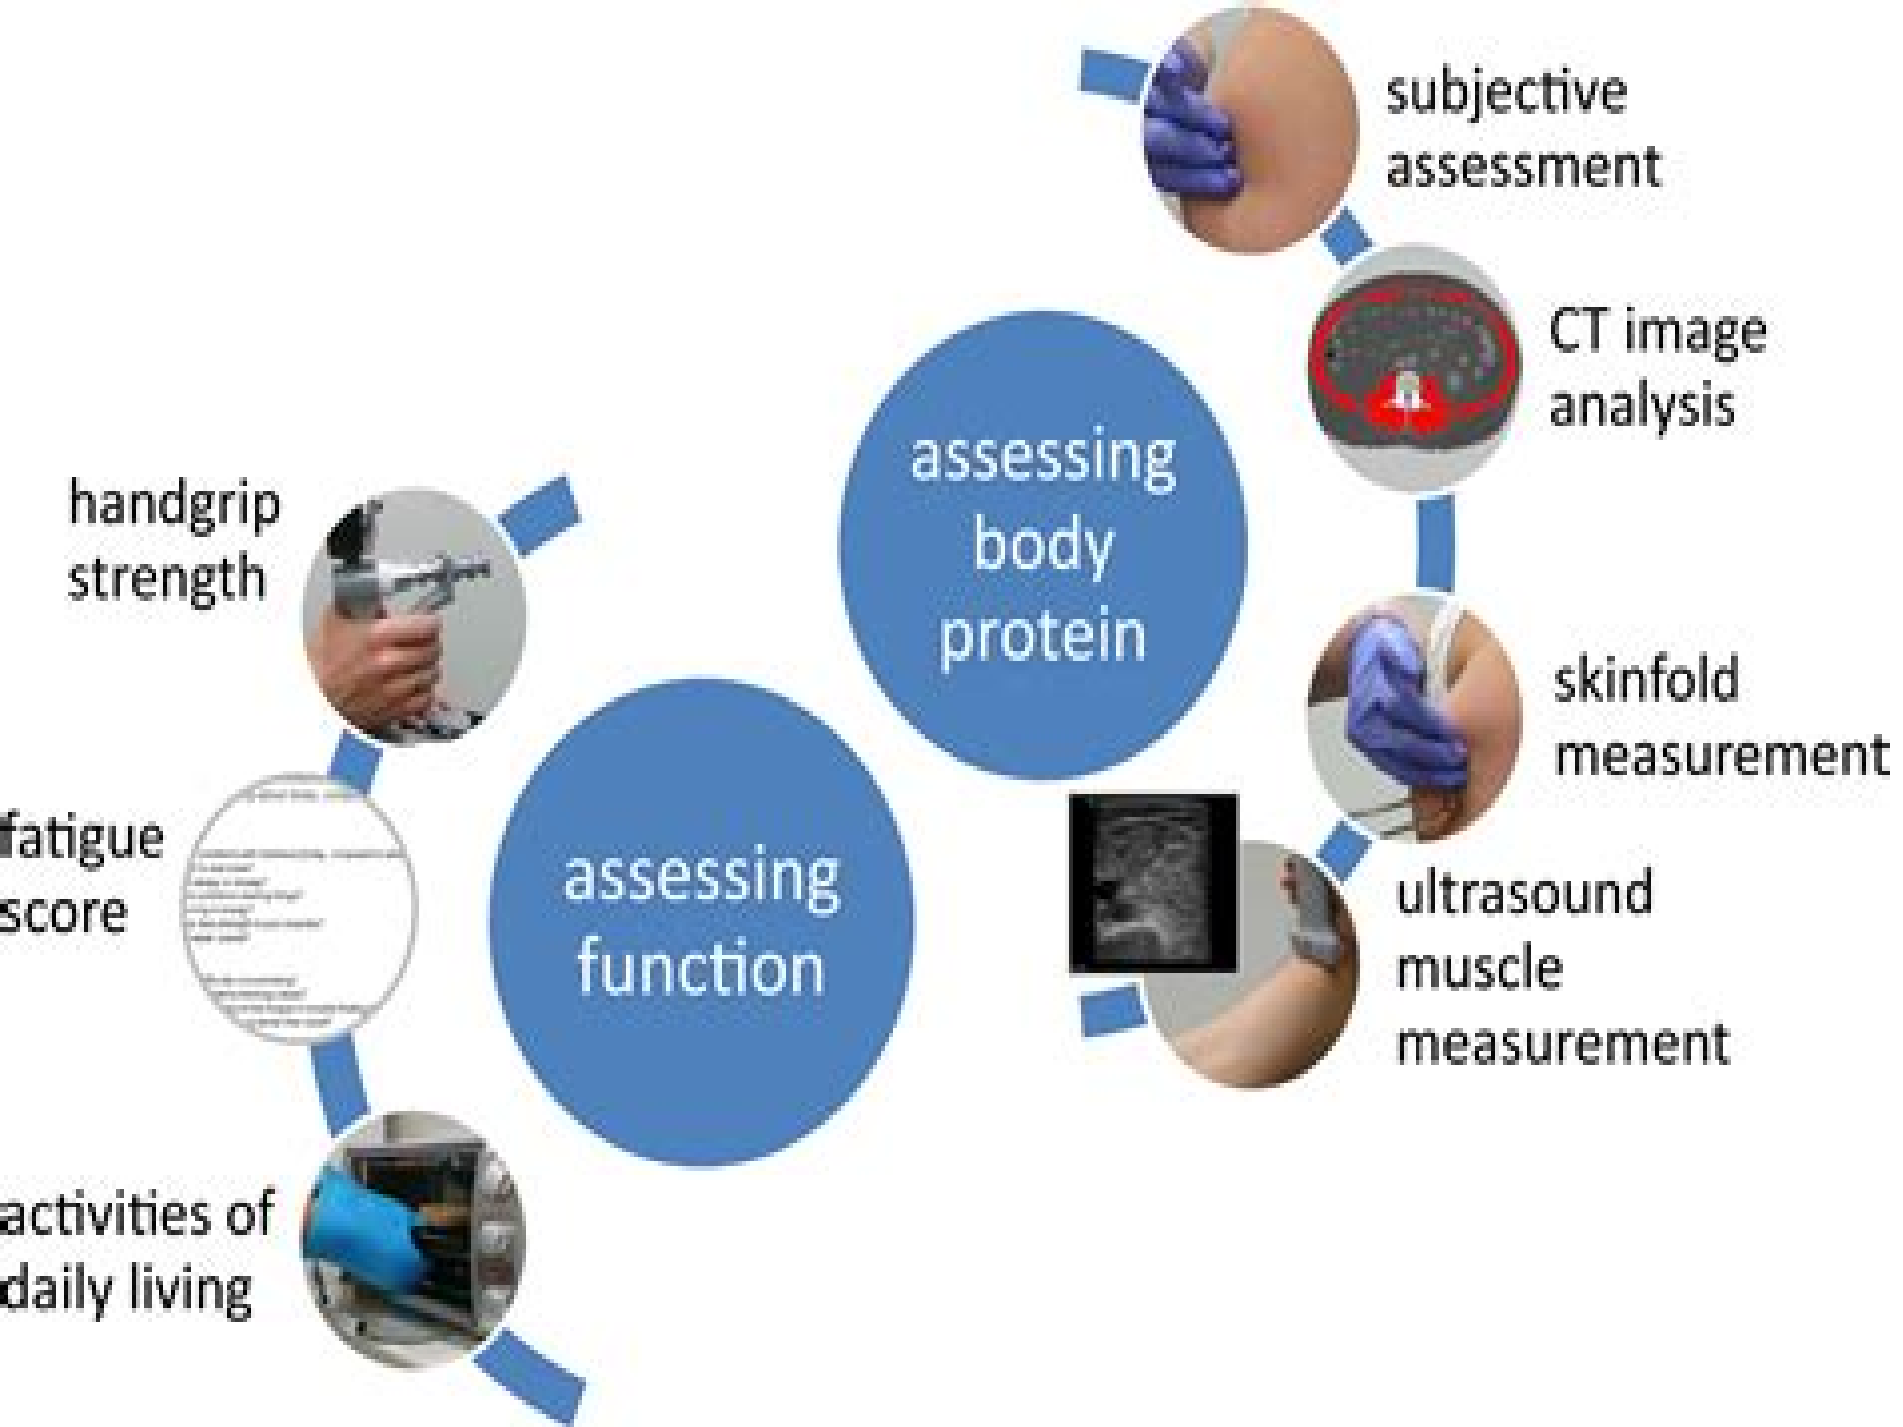 subjective
assessment
CT image
analysis
assessing
body
protein
handgrip
strength
skinfold
measurement
fatigue
score
assessing
function
ultrasound
muscle
measurement
activities of
daily living